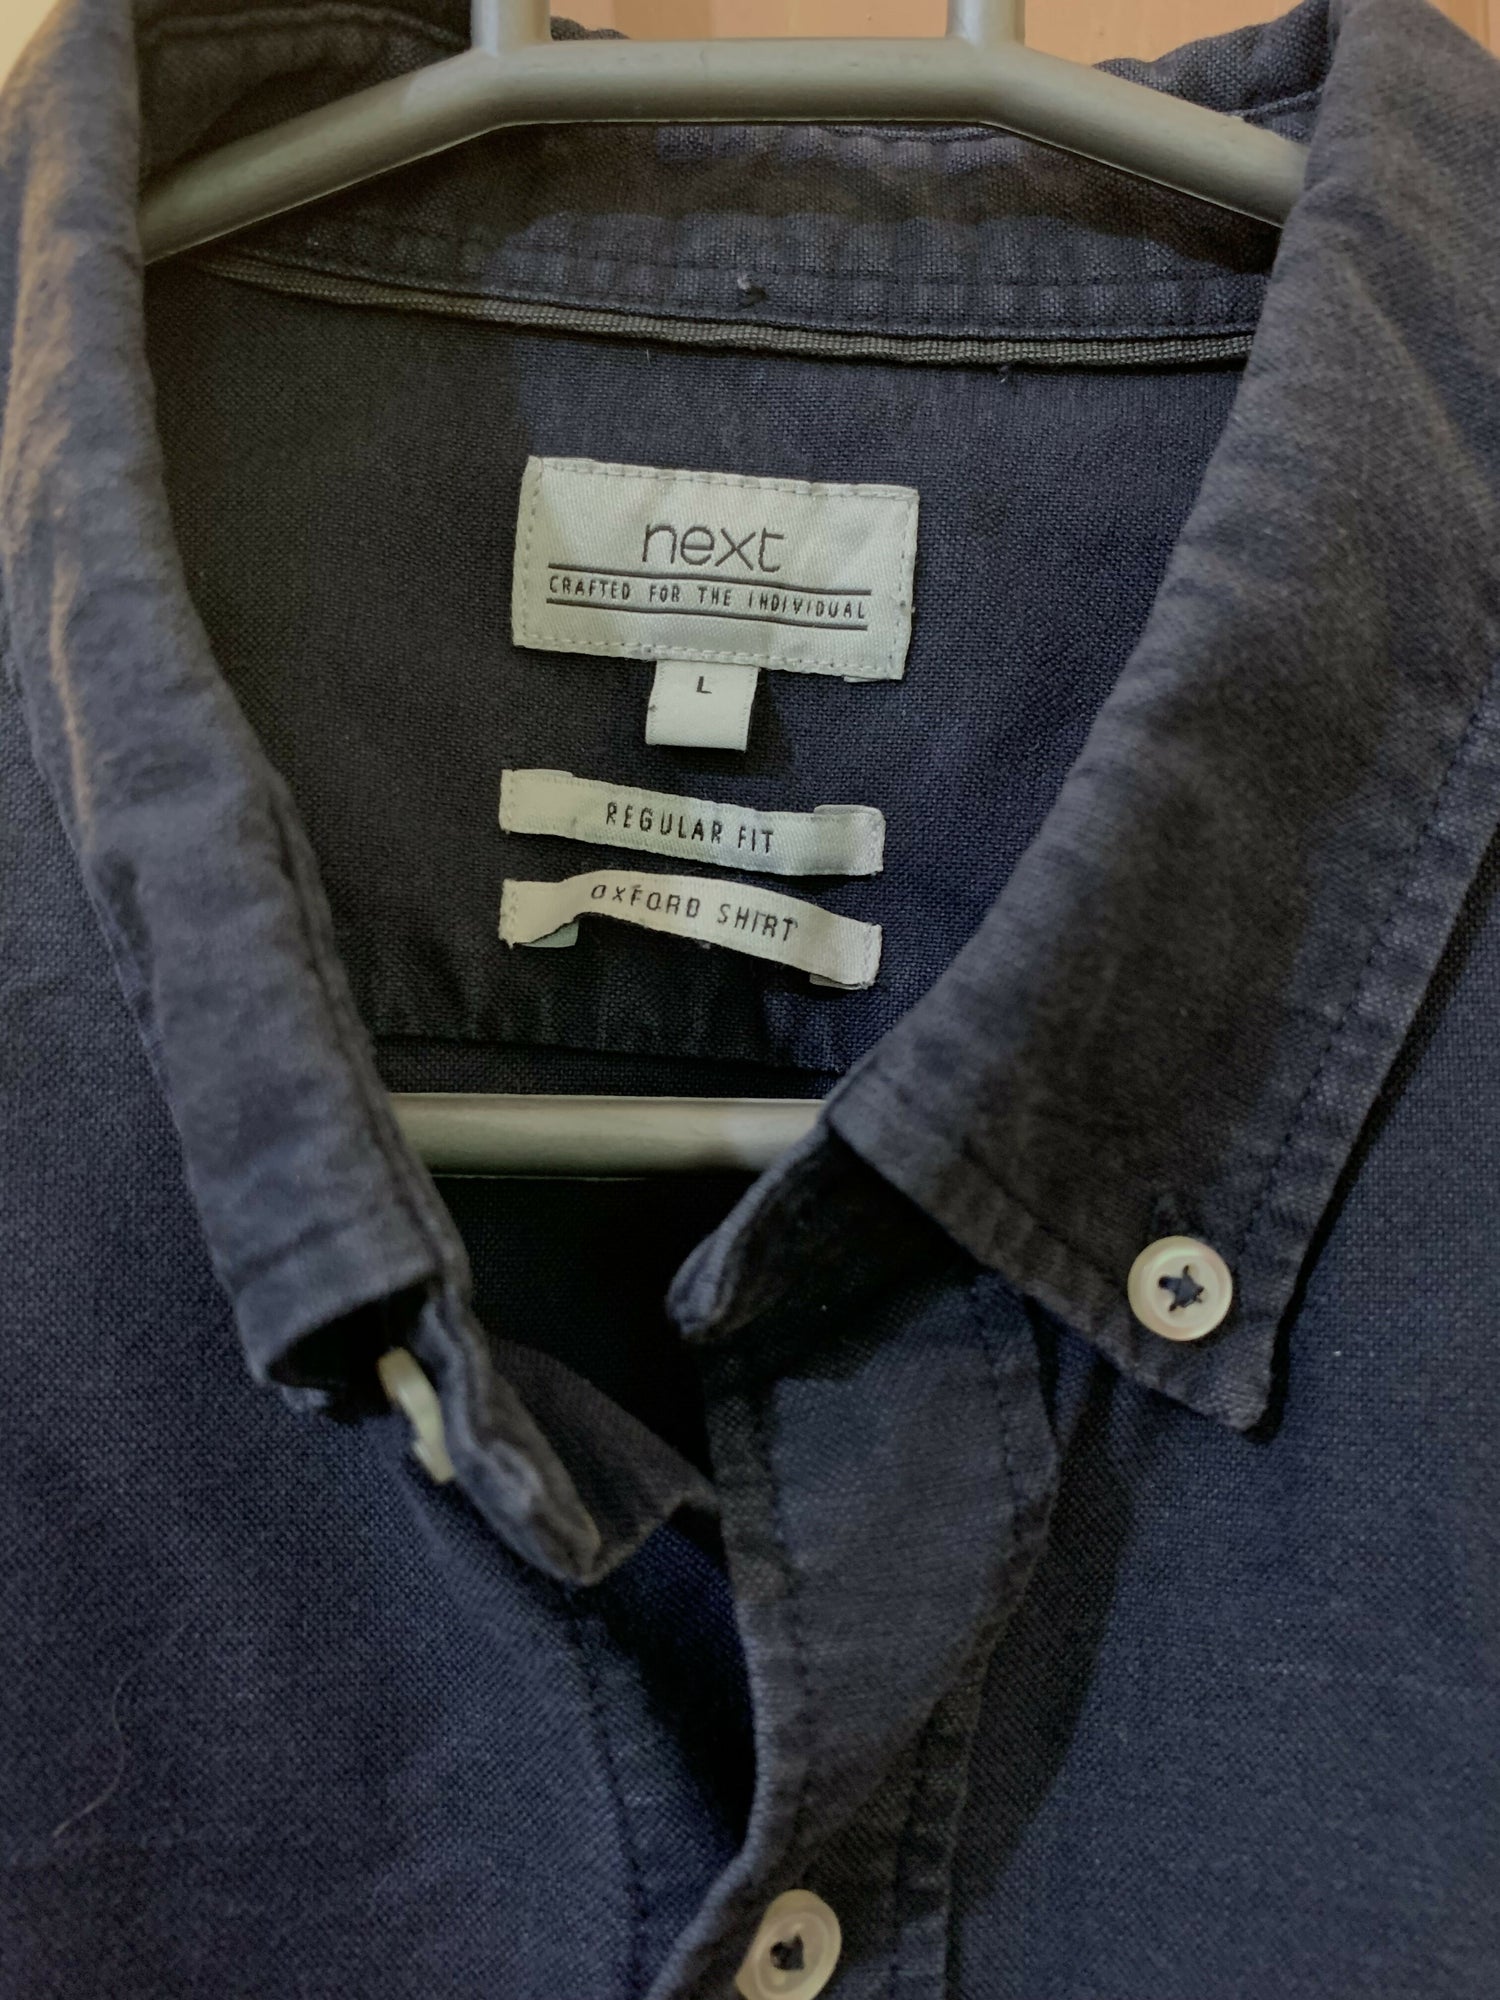 next
CRAFTED FOR THE INDIVIDUAL
L
REGULAR FIT
OXFORD SHIRT